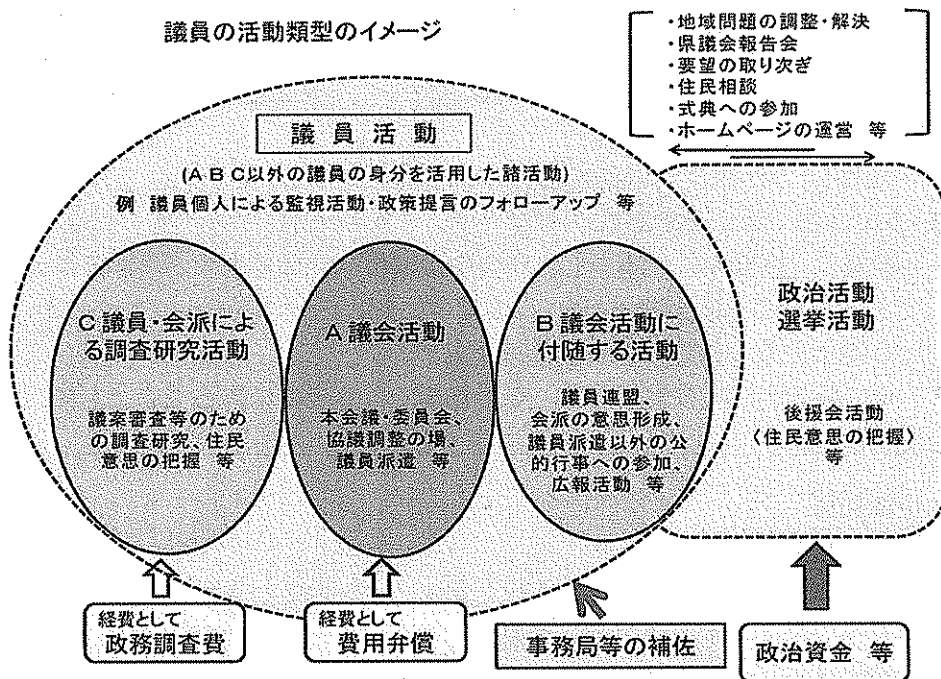 議員の活動類型のイメージ
・地域問題の調整・解決
・県議会報告会
・要望の取り次ぎ
・住民相談
・式典への参加
・ホームページの運営 等
議 員 活 動
(ABC以外の議員の身分を活用した諸活動)
例 議員個人による監視活動・政策提言のフォローアップ 等
C 議員・会派によ
る調査研究活動
議案審査等のため
の調査研究、住民
意思の把握 等
A 議会活動
本会議・委員会、
協議調整の場、
議員派遣 等
B 議会活動に
付随する活動
議員連盟、
会派の意思形成、
議員派遣以外の公
的行事への参加、
広報活動 等
政治活動
選挙活動
後援会活動
〈住民意思の把握〉
等
経費として
政務調査費
経費として
費用弁償
事務局等の補佐
政治資金 等